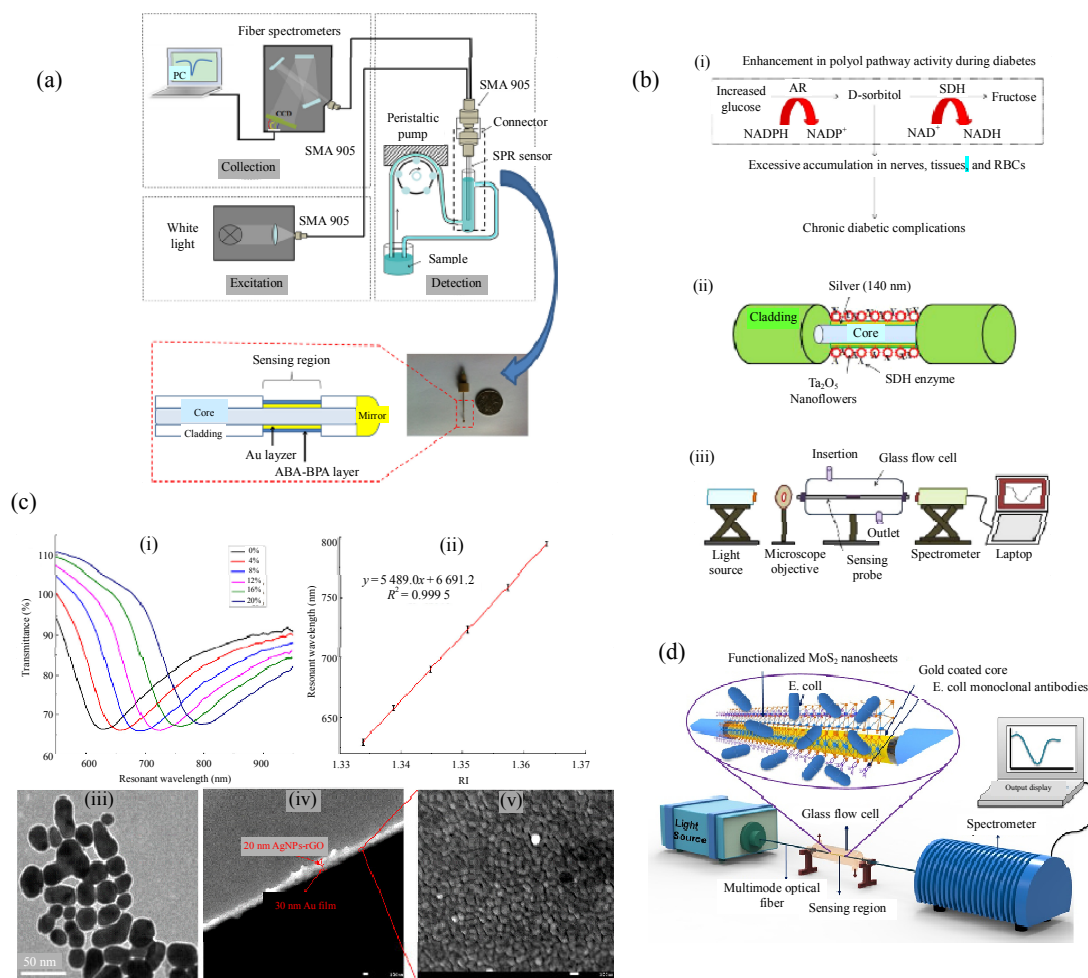 (a)
Fiber spectrometers
PC
CCD
SMA 905
Collection
SMA 905
Connector
SPR sensor
Peristaltic
pump
White
light
SMA 905
Excitation
Sample
Detection
Sensing region
Core
Cladding
Mirror
Au layzer
ABA-BPA layer
(b)
(i)
Enhancement in polyol pathway activity during diabetes
Increased
glucose
AR
D-sorbitol
SDH
Fructose
NADPH
NADP+
NAD+
NADH
Excessive accumulation in nerves, tissues, and RBCs
Chronic diabetic complications
(ii)
Silver (140 nm)
Cladding
Core
Ta2O5
Nanoflowers
SDH enzyme
(iii)
Insertion
Glass flow cell
Outlet
Light
source
Microscope
objective
Sensing
probe
Spectrometer
Laptop
(c)
(i)
0%
4%
8%
12%
16%
20%
Transmittance (%)
110
100
90
80
70
60
600
700
800
900
Resonant wavelength (nm)
(ii)
y=5 489.0x+6 691.2
R2=0.999 5
Resonant wavelength (nm)
800
750
700
650
1.33
1.34
1.35
1.36
1.37
RI
(iii)
50 nm
(iv)
20 nm AgNPs-rGO
30 nm Au film
(v)
(d)
Functionalized MoS2 nanosheets
E. coll
Gold coated core
E. coll monoclonal antibodies
Output display
Light
Source
Glass flow cell
Spectrometer
Multimode optical
fiber
Sensing region